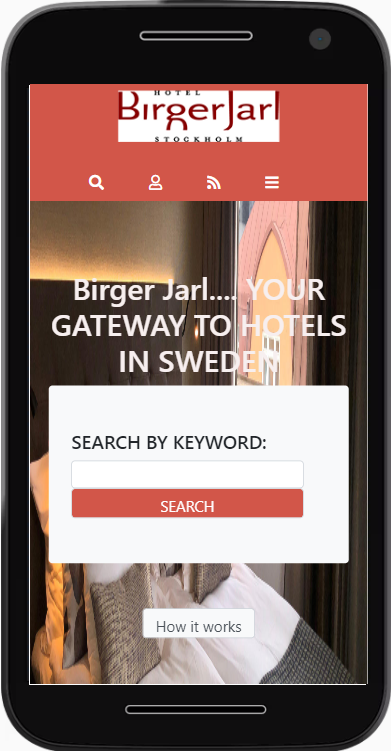 HOTEL
BirgerJarl
STOCKHOLM
Birger Jarl.... YOUR
GATEWAY TO HOTELS
IN SWEDEN
SEARCH BY KEYWORD:
SEARCH
How it works